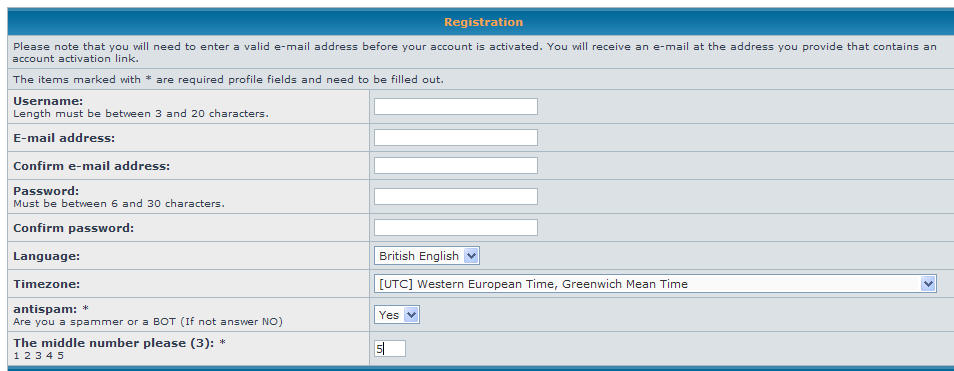 Registration
Please note that you will need to enter a valid e-mail address before your account is activated. You will receive an e-mail at the address you provide that contains an
account activation link.
The items marked with * are required profile fields and need to be filled out.
Username:
Length must be between 3 and 20 characters.
E-mail address:
Confirm e-mail address:
Password:
Must be between 6 and 30 characters.
Confirm password:
Language:
British English
Timezone:
[UTC] Western European Time, Greenwich Mean Time
antispam: *
Are you a spammer or a BOT (If not answer NO)
Yes
The middle number please (3): *
1 2 3 4 5
5